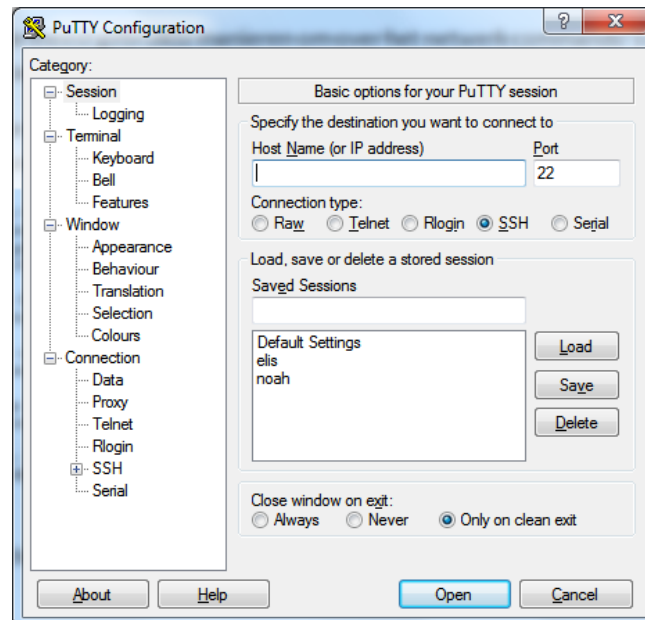 PuTTY Configuration
Category:
Session
Logging
Terminal
Keyboard
Bell
Features
Window
Appearance
Behaviour
Translation
Selection
Colours
Connection
Data
Proxy
Telnet
Rlogin
SSH
Serial
Basic options for your PuTTY session
Specify the destination you want to connect to
Host Name (or IP address) Port
22
Connection type:
Raw Telnet Rlogin SSH Serial
Load, save or delete a stored session
Saved Sessions
Default Settings
elis
noah
Load
Save
Delete
Close window on exit:
Always Never Only on clean exit
About Help Open Cancel